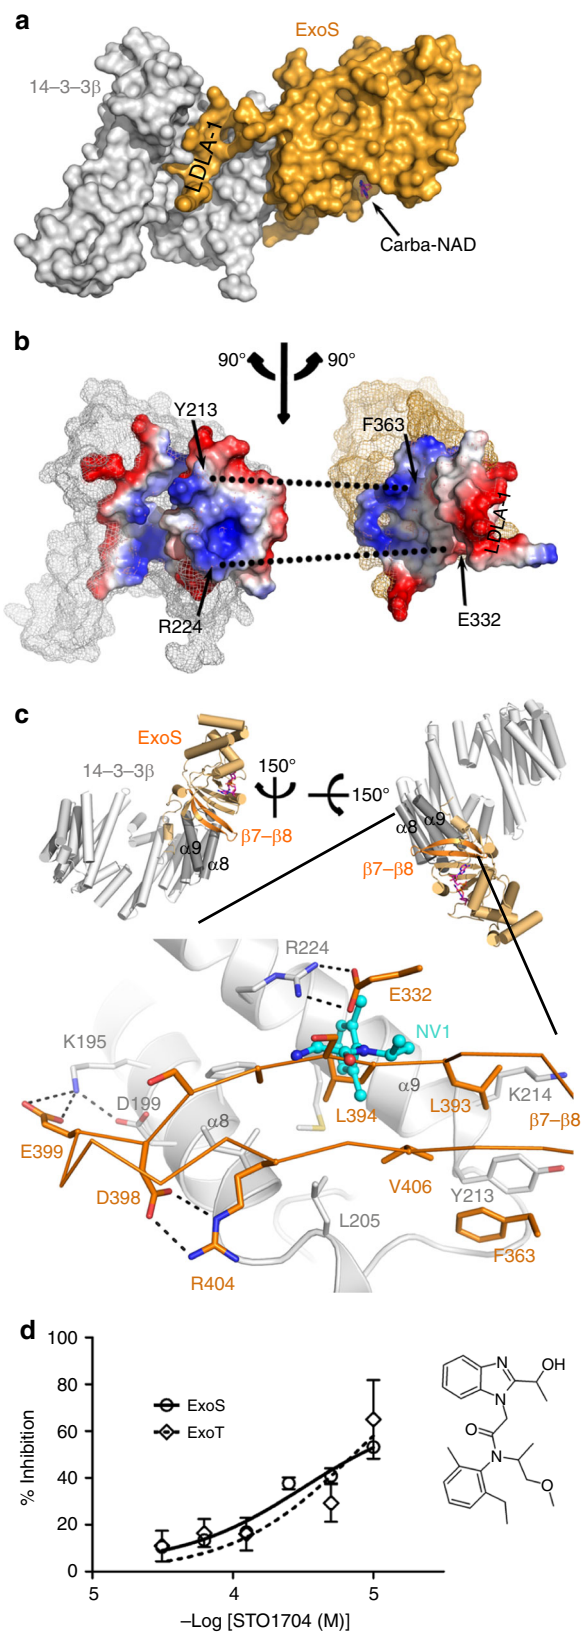 a
ExoS
14–3–3β
LDLA-1
Carba-NAD
b
90°
90°
Y213
F363
LDLA-1
R224
E332
c
ExoS
14–3–3β
150°
150°
β7–β8
α9
α8
α8
α9
β7–β8
R224
E332
NV1
K195
D199
α8
L394
α9
L393
K214
β7–β8
E399
D398
V406
Y213
L205
F363
R404
d
100
80
60
40
20
0
% Inhibition
ExoS
ExoT
5
4
5
–Log [STO1704 (M)]
N
OH
N
O
N
O